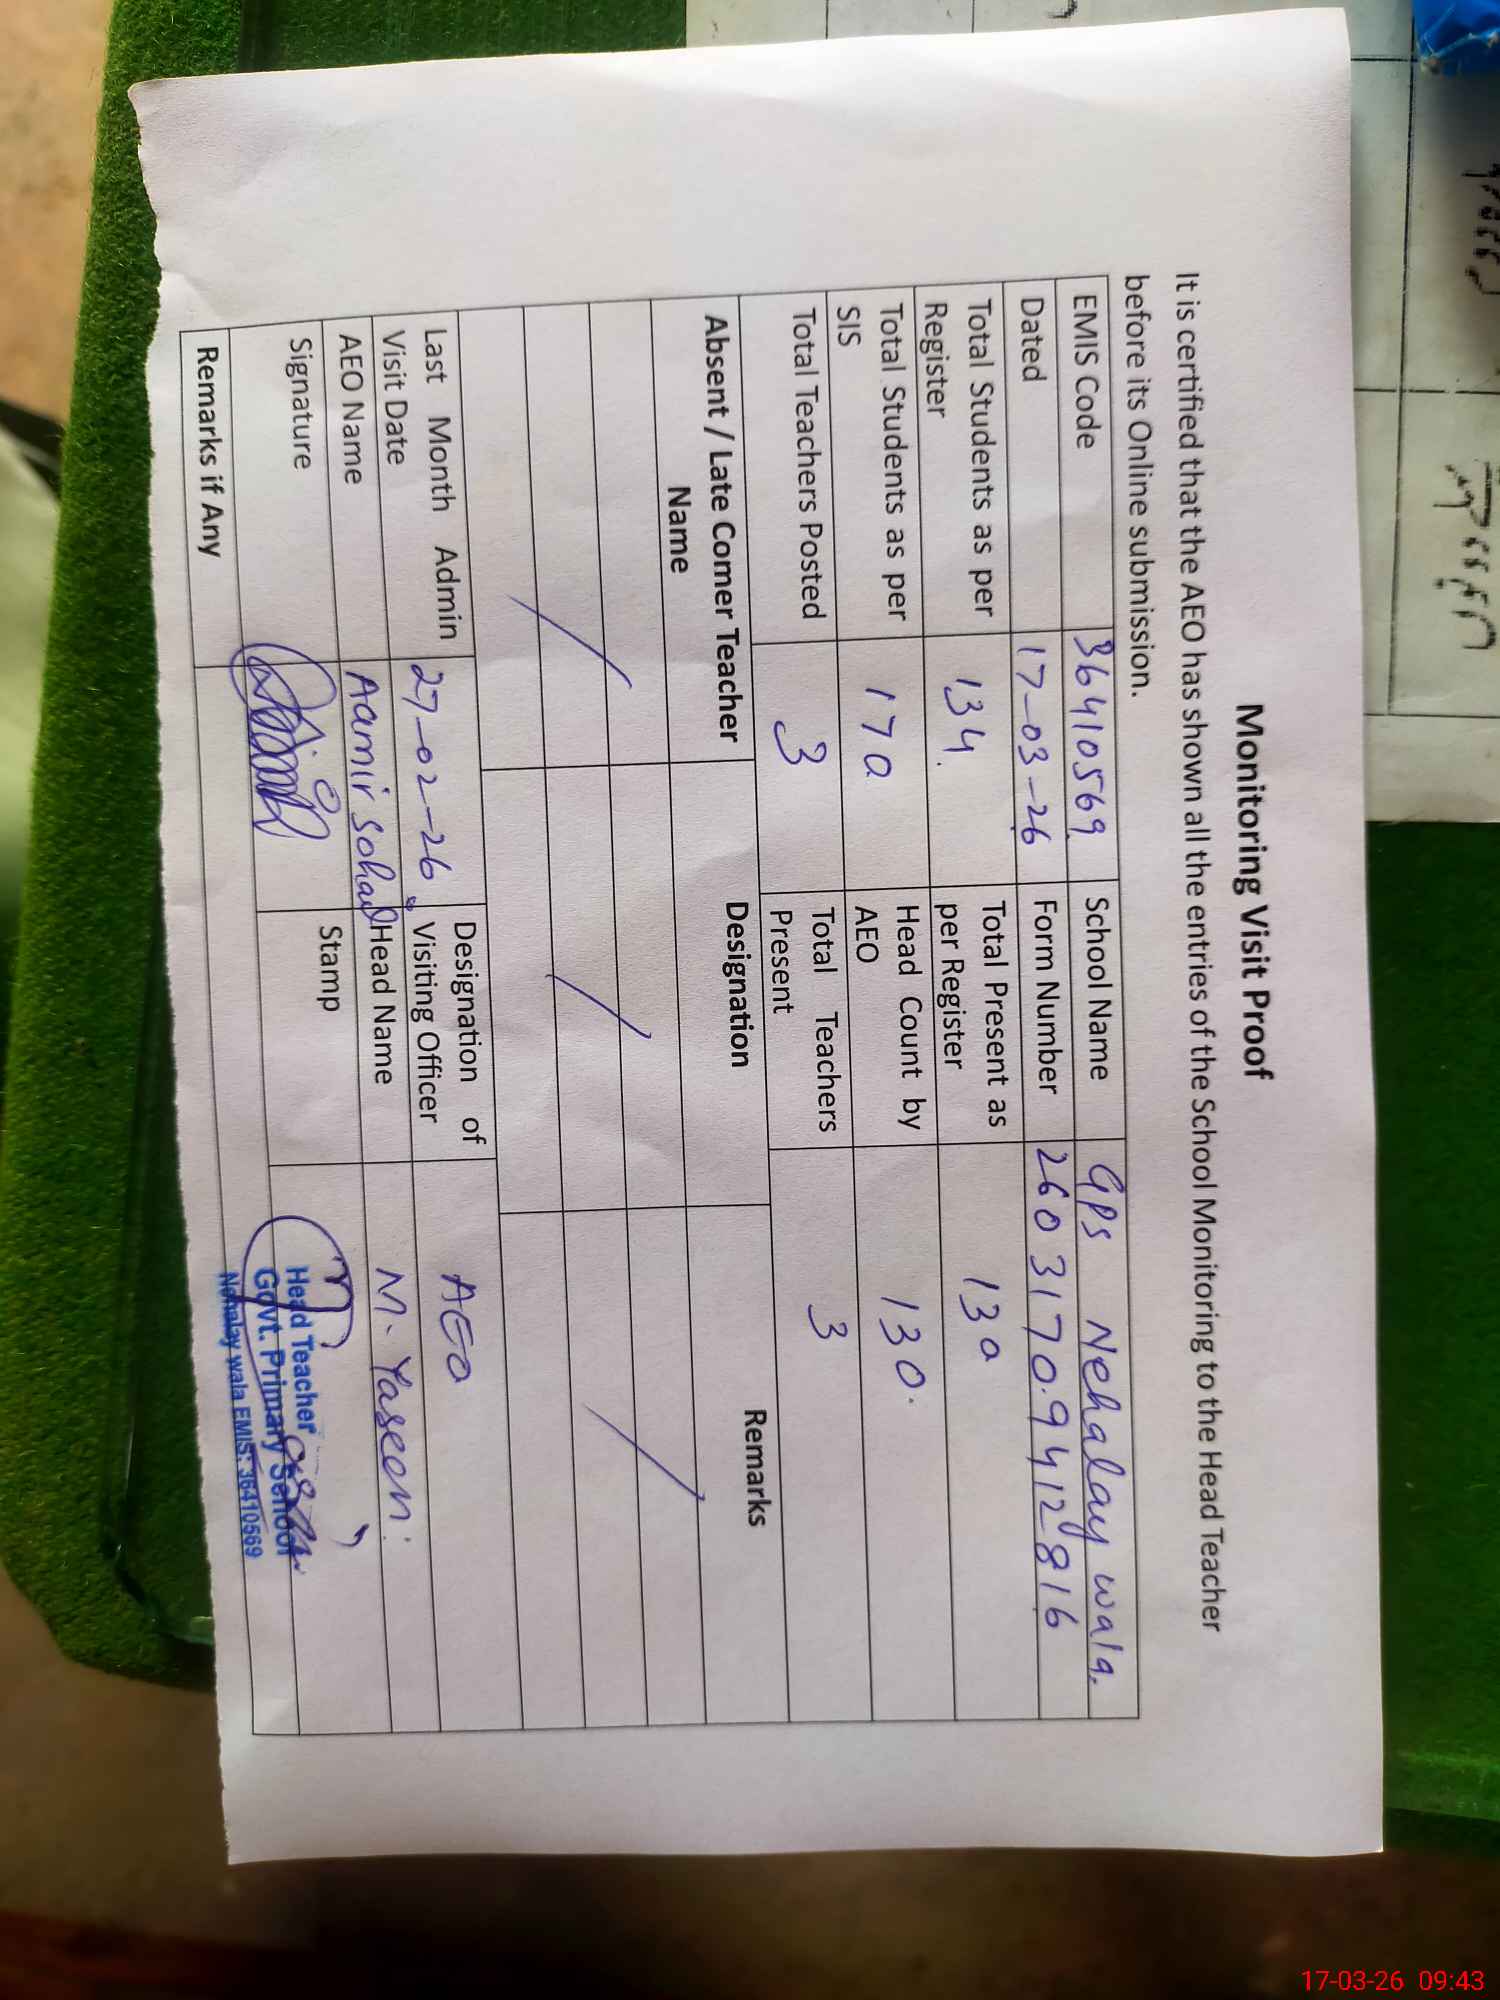 Monitoring Visit Proof
It is certified that the AEO has shown all the entries of the School Monitoring to the Head Teacher
before its Online submission.
EMIS Code 36410569 School Name GPS Nehalay wala.
Dated 17-03-26 Form Number 2603170.9412816
Total Students as per Register 134. Total Present as per Register 130
Total Students as per SIS 170 Head Count by AEO 130.
Total Teachers Posted 3 Total Teachers Present 3
Absent / Late Comer Teacher Name Designation Remarks
Last Month Admin Visit Date 27-02-26 Designation of Visiting Officer AEO
AEO Name Aamir Sohail Head Name M. Yaseen.
Signature Stamp
Head Teacher
Govt. Primary School
Nehalay wala EMIS: 36410569
Remarks if Any
17-03-26 09:43